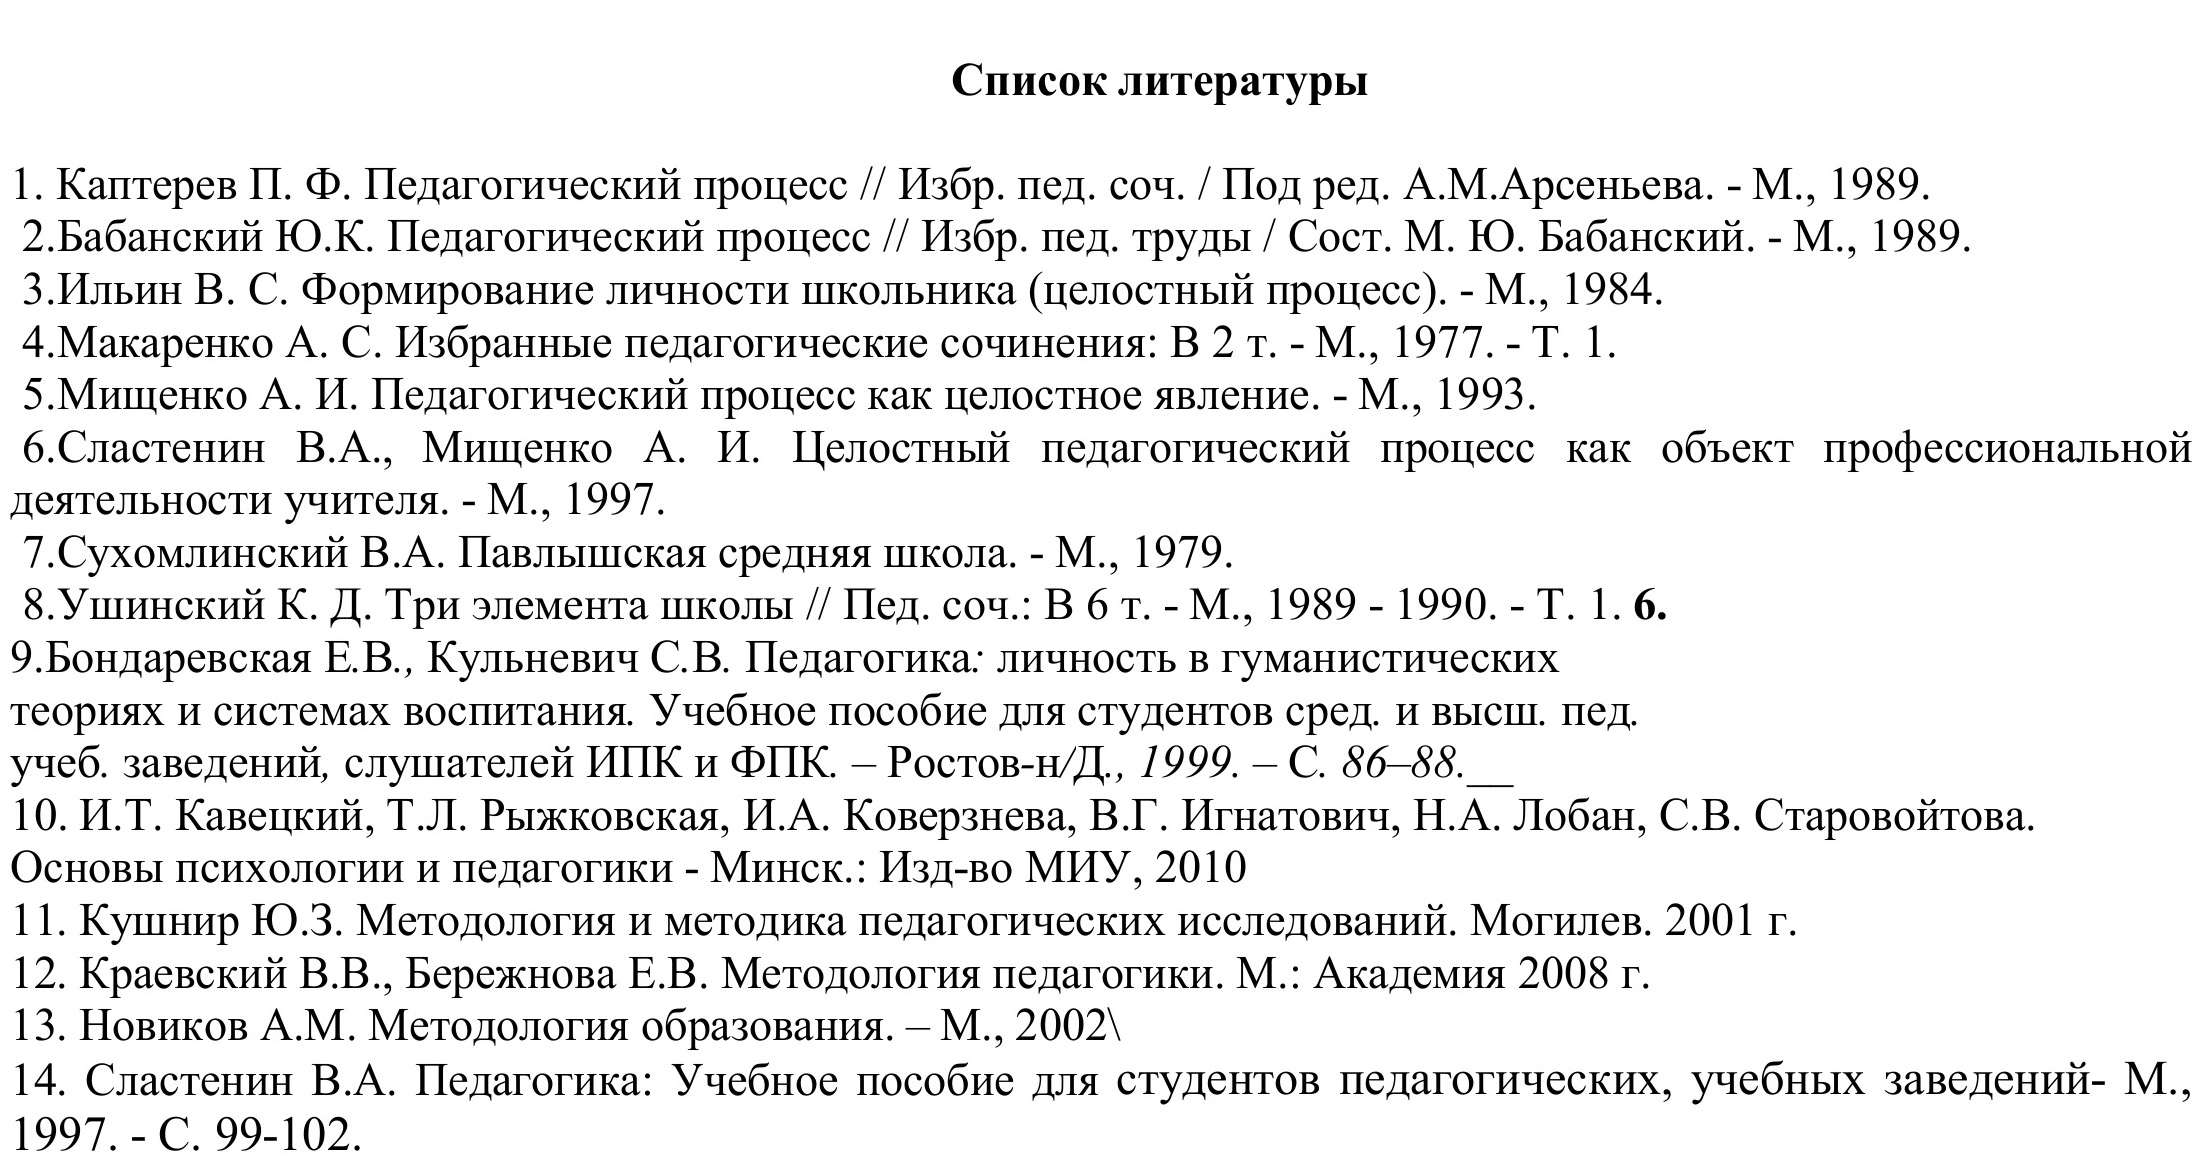 Список литературы
1. Каптерев П. Ф. Педагогический процесс // Избр. пед. соч. / Под ред. А.М.Арсеньева. - М., 1989.
2.Бабанский Ю.К. Педагогический процесс // Избр. пед. труды / Сост. М. Ю. Бабанский. - М., 1989.
3.Ильин В. С. Формирование личности школьника (целостный процесс). - М., 1984.
4.Макаренко А. С. Избранные педагогические сочинения: В 2 т. - М., 1977. - Т. 1.
5.Мищенко А. И. Педагогический процесс как целостное явление. - М., 1993.
6.Сластенин В.А., Мищенко А. И. Целостный педагогический процесс как объект профессиональной
деятельности учителя. - М., 1997.
7.Сухомлинский В.А. Павлышская средняя школа. - М., 1979.
8.Ушинский К. Д. Три элемента школы // Пед. соч.: В 6 т. - М., 1989 - 1990. - Т. 1. 6.
9.Бондаревская Е.В., Кульневич С.В. Педагогика: личность в гуманистических
теориях и системах воспитания. Учебное пособие для студентов сред. и высш. пед.
учеб. заведений, слушателей ИПК и ФПК. – Ростов-н/Д., 1999. – С. 86–88.__
10. И.Т. Кавецкий, Т.Л. Рыжковская, И.А. Коверзнева, В.Г. Игнатович, Н.А. Лобан, С.В. Старовойтова.
Основы психологии и педагогики - Минск.: Изд-во МИУ, 2010
11. Кушнир Ю.З. Методология и методика педагогических исследований. Могилев. 2001 г.
12. Краевский В.В., Бережнова Е.В. Методология педагогики. М.: Академия 2008 г.
13. Новиков А.М. Методология образования. – М., 2002\
14. Сластенин В.А. Педагогика: Учебное пособие для студентов педагогических, учебных заведений- М.,
1997. - С. 99-102.